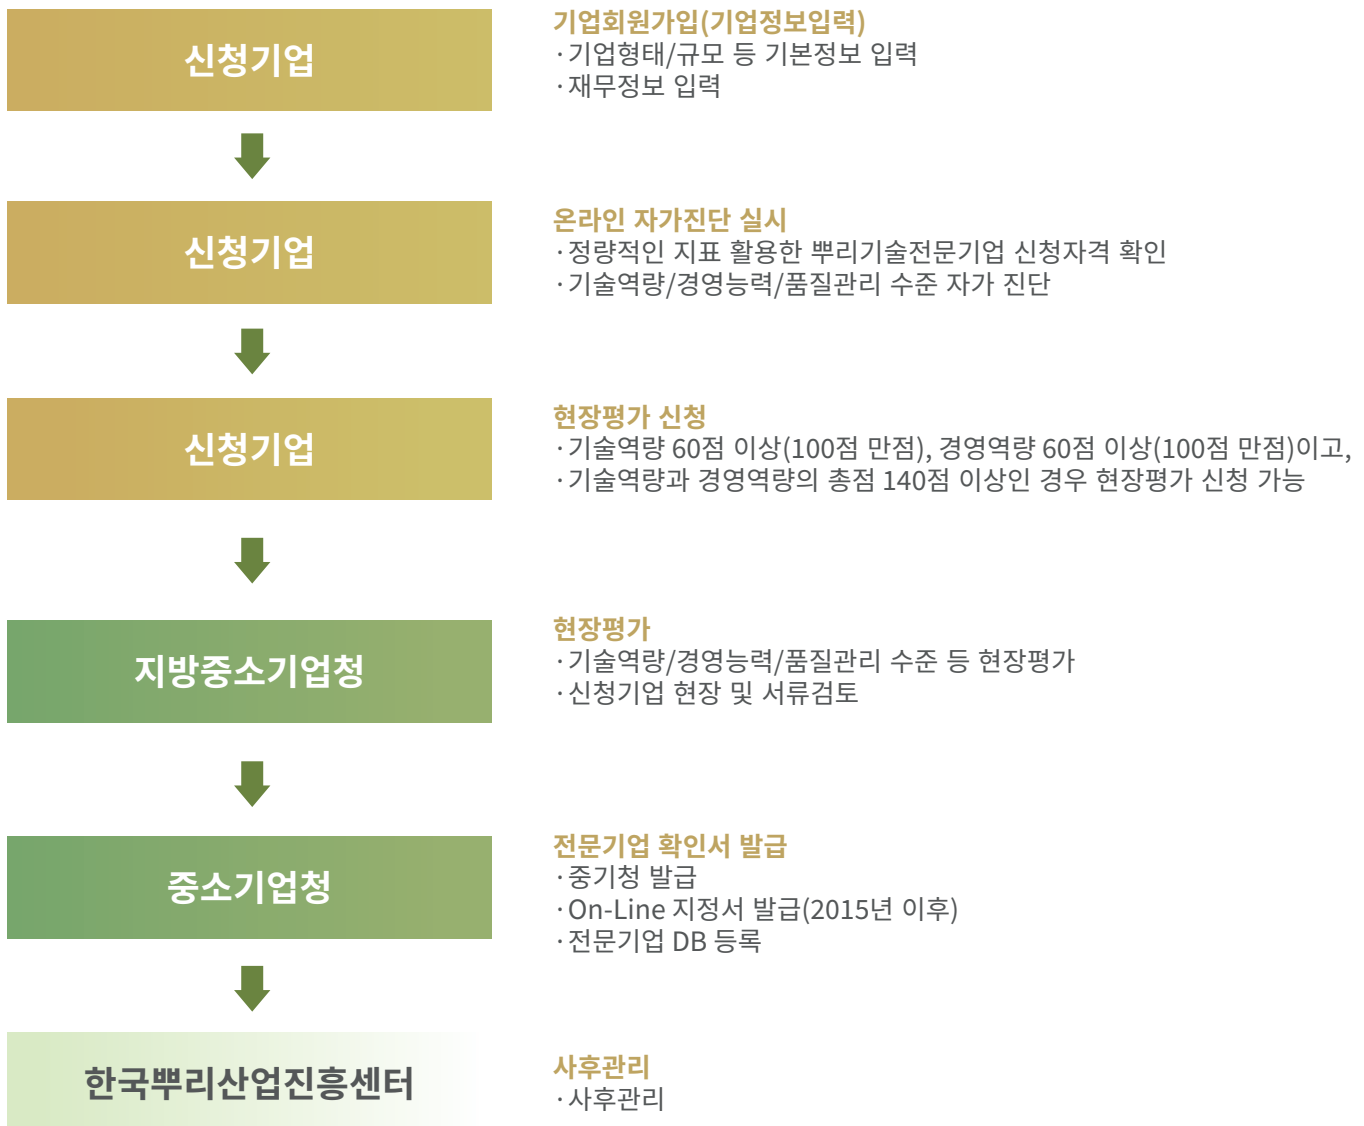 신청기업
기업회원가입(기업정보입력)
·기업형태/규모 등 기본정보 입력
·재무정보 입력
신청기업
온라인 자가진단 실시
·정량적인 지표 활용한 뿌리기술전문기업 신청자격 확인
·기술역량/경영능력/품질관리 수준 자가 진단
신청기업
현장평가 신청
·기술역량 60점 이상(100점 만점), 경영역량 60점 이상(100점 만점)이고,
·기술역량과 경영역량의 총점 140점 이상인 경우 현장평가 신청 가능
지방중소기업청
현장평가
·기술역량/경영능력/품질관리 수준 등 현장평가
·신청기업 현장 및 서류검토
중소기업청
전문기업 확인서 발급
·중기청 발급
·On-Line 지정서 발급(2015년 이후)
·전문기업 DB 등록
한국뿌리산업진흥센터
사후관리
·사후관리